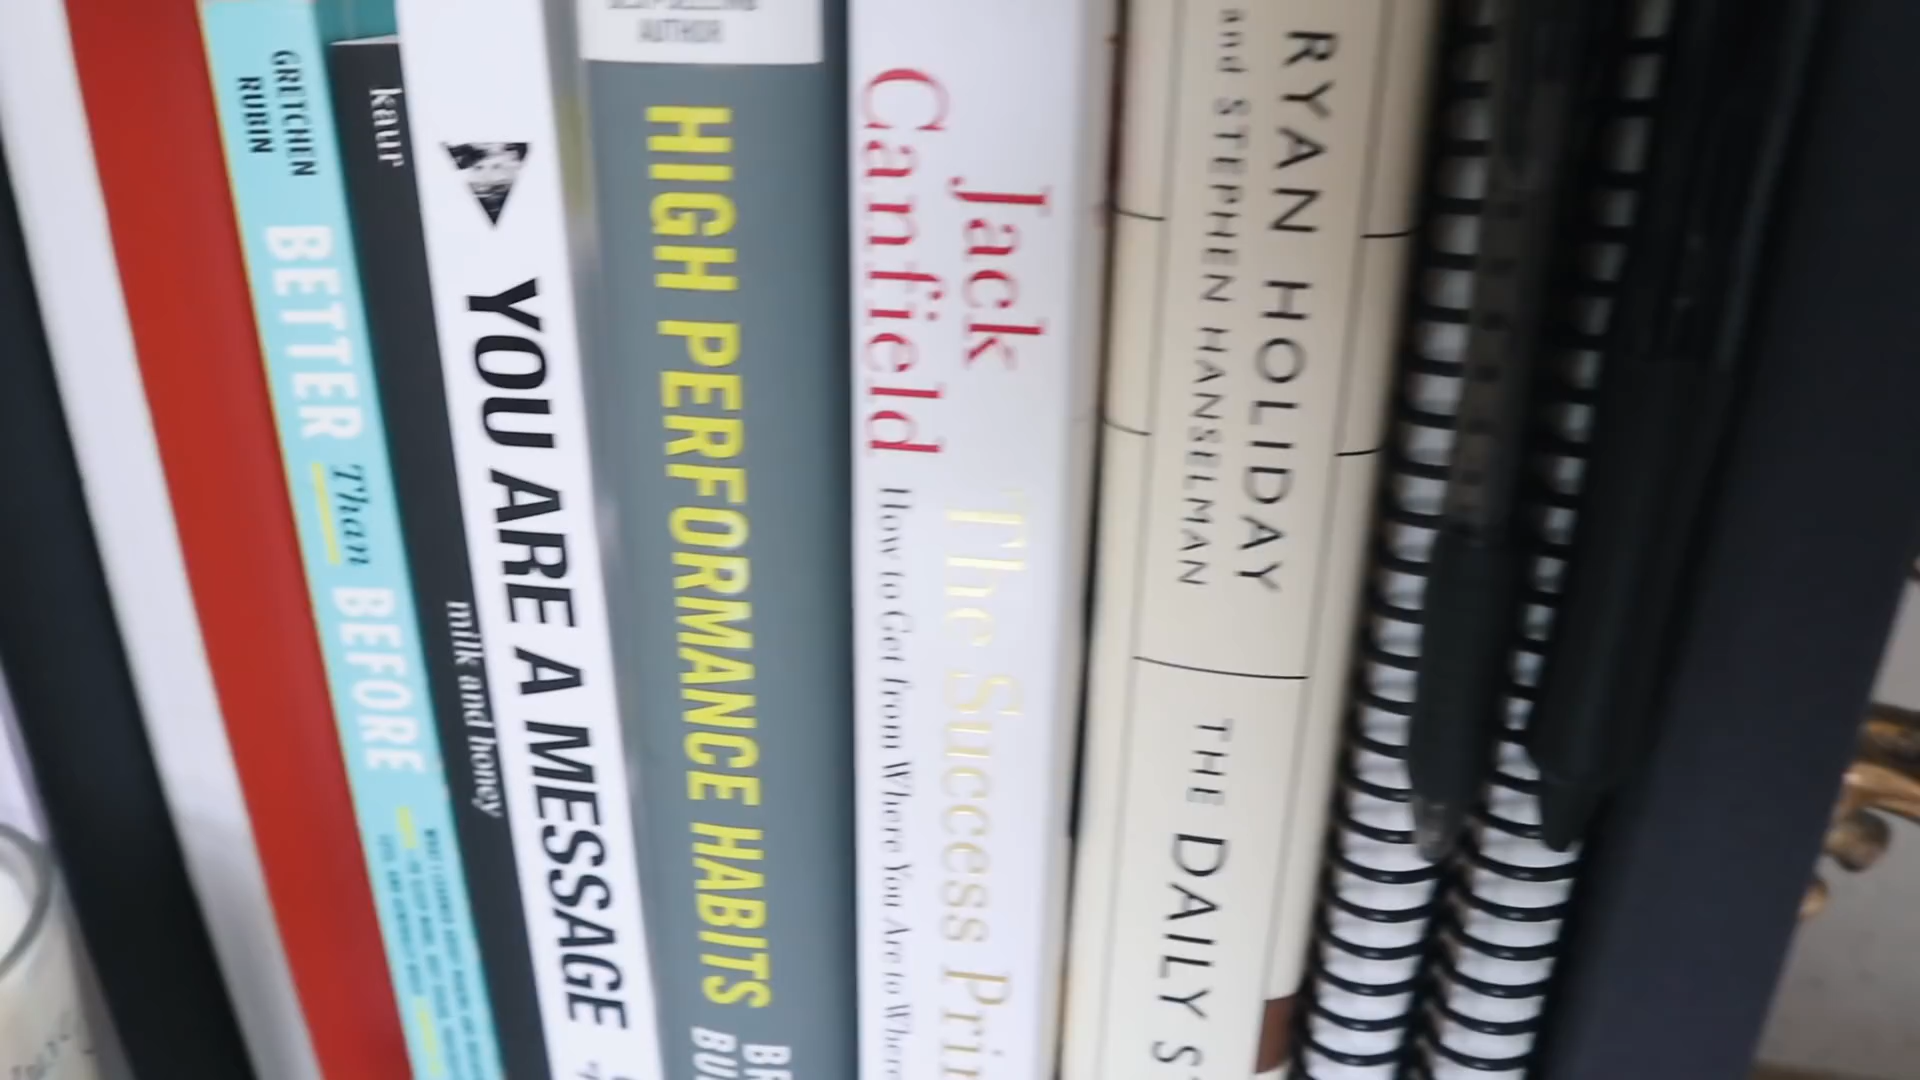 GRETCHEN
RUBIN
BETTER Than BEFORE
kaur
milk and honey
YOU ARE A MESSAGE
AUTHOR
HIGH PERFORMANCE HABITS
Jack
Canfield
The Success Prin
How to Get from Where You Are to Where
RYAN HOLIDAY
and STEPHEN HANSELMAN
THE DAILY S